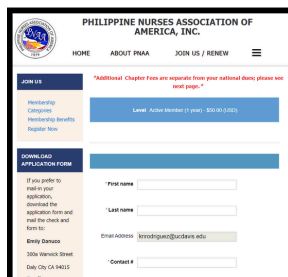 PHILIPPINE NURSES ASSOCIATION OF
AMERICA, INC.
HOME ABOUT PNAA JOIN US / RENEW
JOIN US
Membership
Categories
Membership Benefits
Register Now
DOWNLOAD
APPLICATION FORM
If you prefer to
mail-in your
application,
download the
application form and
mail the check and
form to:
Emily Danuco
300a Warwick Street
Daly City CA 94015
"Additional Chapter Fees are separate from your national dues; please see
next page. "
Level Active Member (1 year) - $50.00 (USD)
*First name
*Last name
Email Address knrodriguez@ucdavis.edu
*Contact #